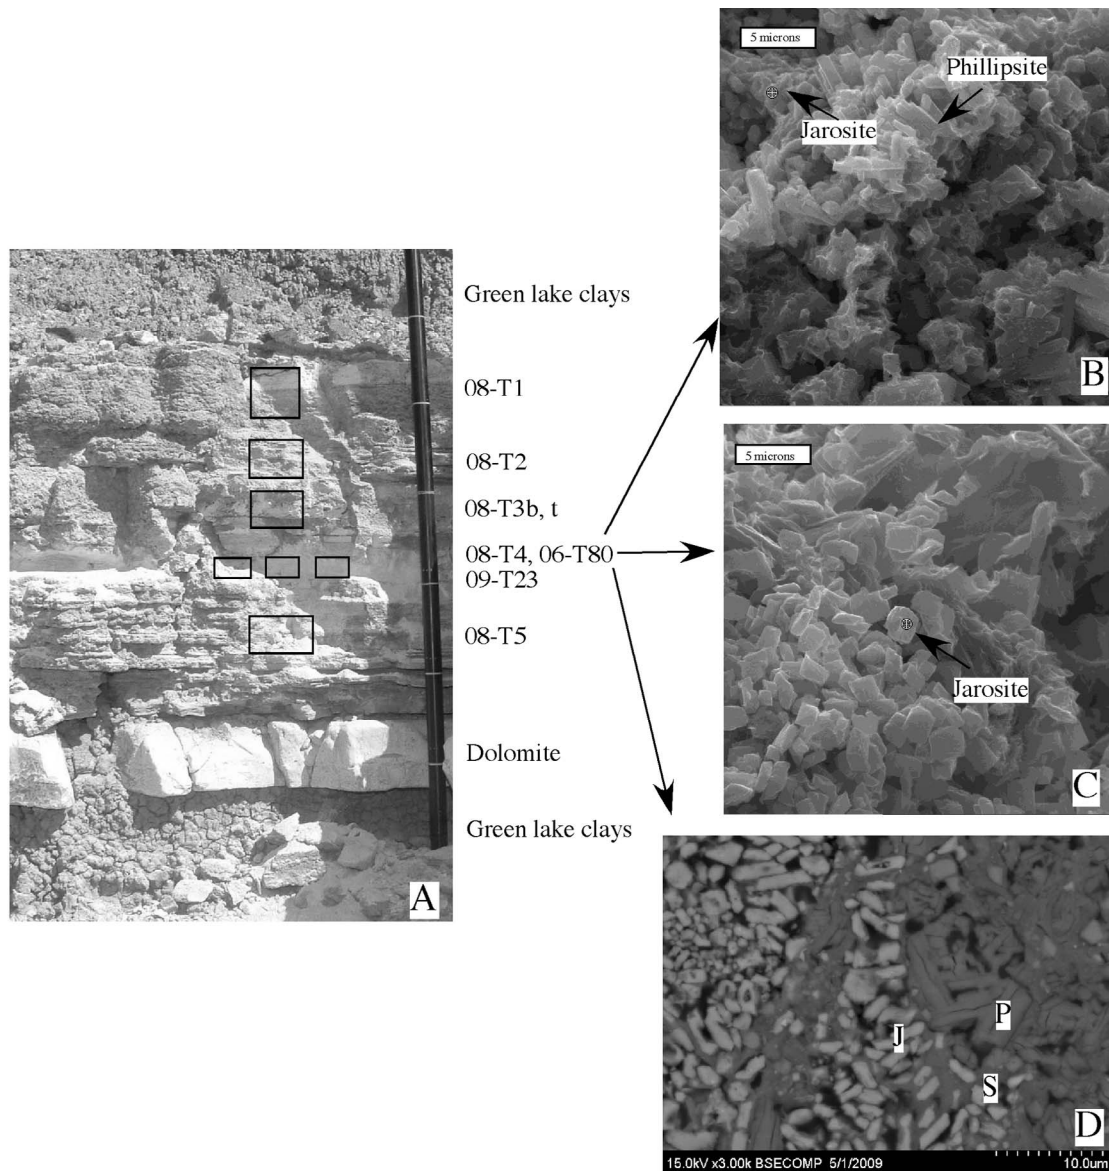 Green lake clays
08-T1
08-T2
08-T3b, t
08-T4, 06-T80
09-T23
08-T5
Dolomite
Green lake clays
A
5 microns
Phillipsite
Jarosite
B
5 microns
Jarosite
C
P
J
S
D
15.0kV x3.00k BSECOMP 5/1/2009
10.0um